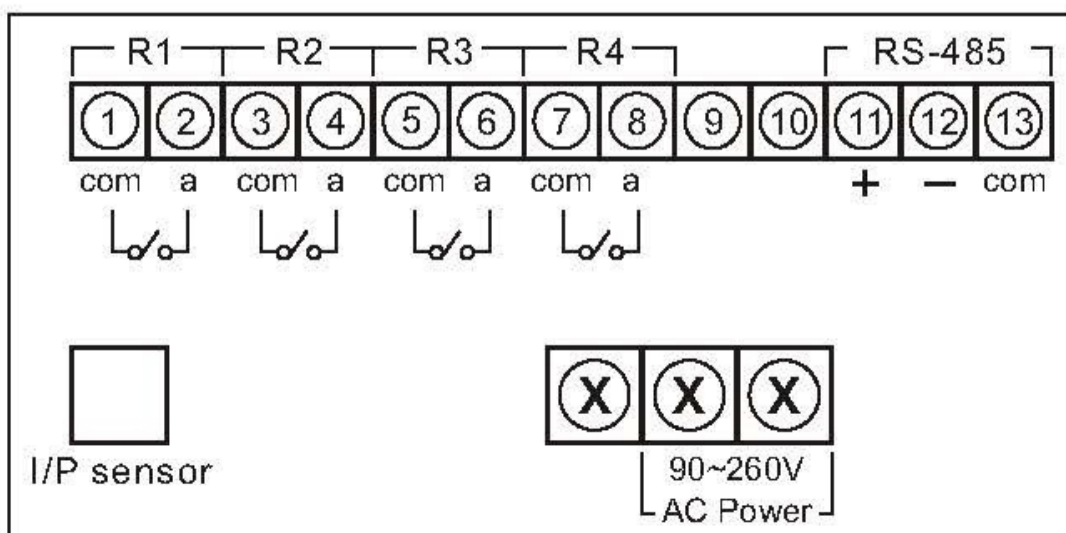 R1 R2 R3 R4 RS-485
1 2 3 4 5 6 7 8 9 10 11 12 13
com a com a com a com a + − com
X X X
I/P sensor
90~260V
AC Power